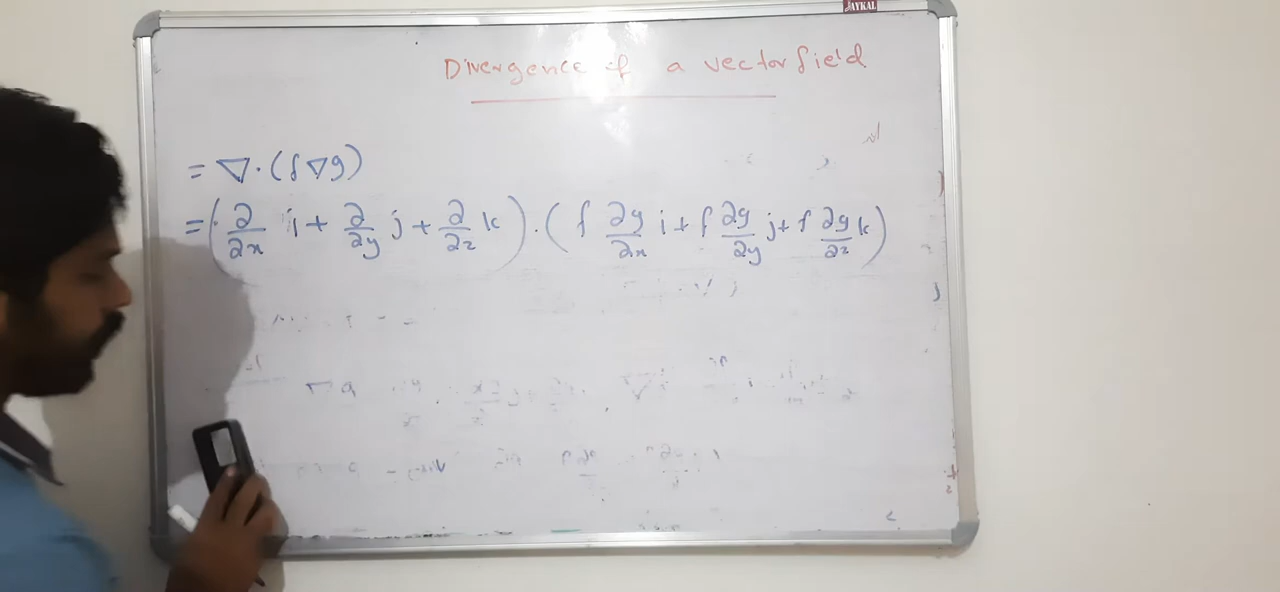 JAYKAL
Divergence of a vector field
= ∇·(f∇g)
= (∂/∂x i + ∂/∂y j + ∂/∂z k) · (f ∂g/∂x i + f ∂g/∂y j + f ∂g/∂z k)